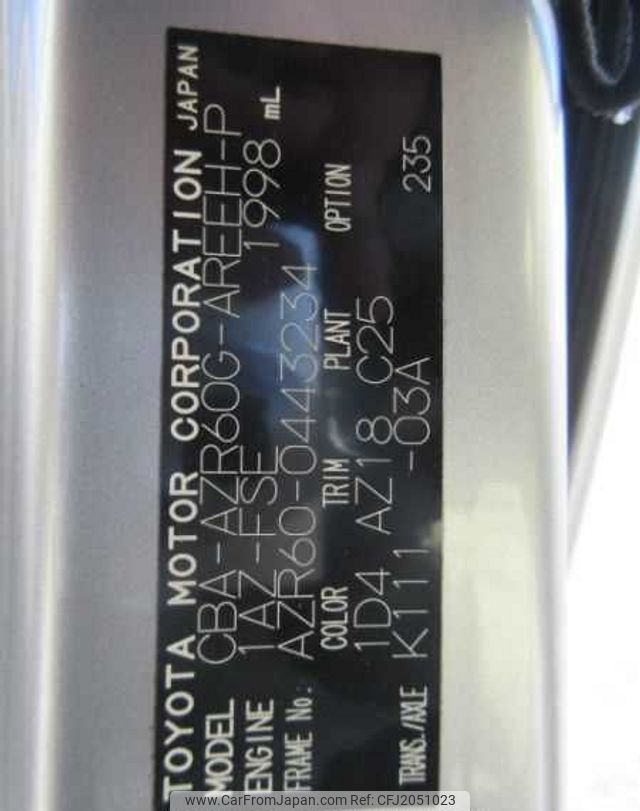 TOYOTA MOTOR CORPORATION JAPAN
MODEL CBA-AZR60G-AREEH-P
ENGINE 1AZ-FSE 1998 mL
FRAME No. AZR60-0443234
COLOR TRIM PLANT OPTION
1D4 AZ18 C25
TRANS./AXLE K111 -03A 235
www.CarFromJapan.com|CFJ2051023